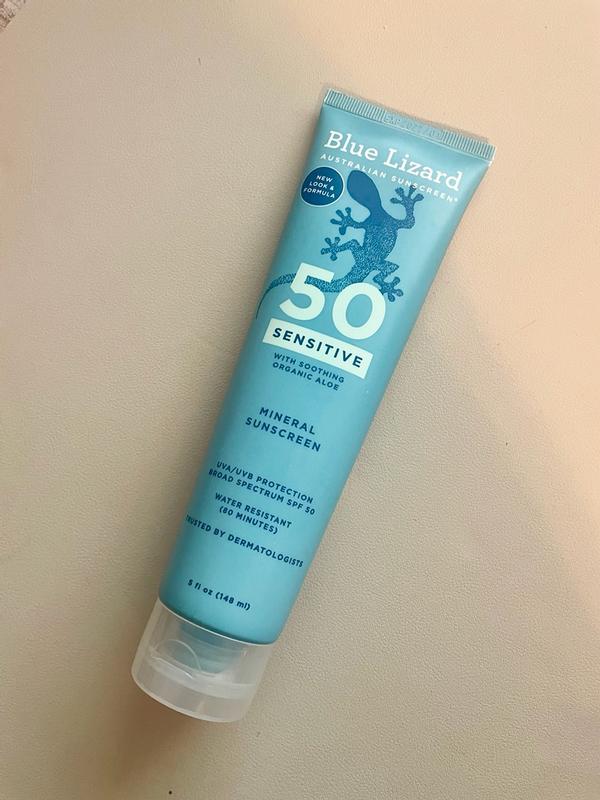 Blue Lizard
AUSTRALIAN SUNSCREEN®
NEW
LOOK &
FORMULA
50
SENSITIVE
WITH SOOTHING
ORGANIC ALOE
MINERAL
SUNSCREEN
UVA/UVB PROTECTION
BROAD SPECTRUM SPF 50
WATER RESISTANT
(80 MINUTES)
TRUSTED BY DERMATOLOGISTS
5 fl oz (148 ml)